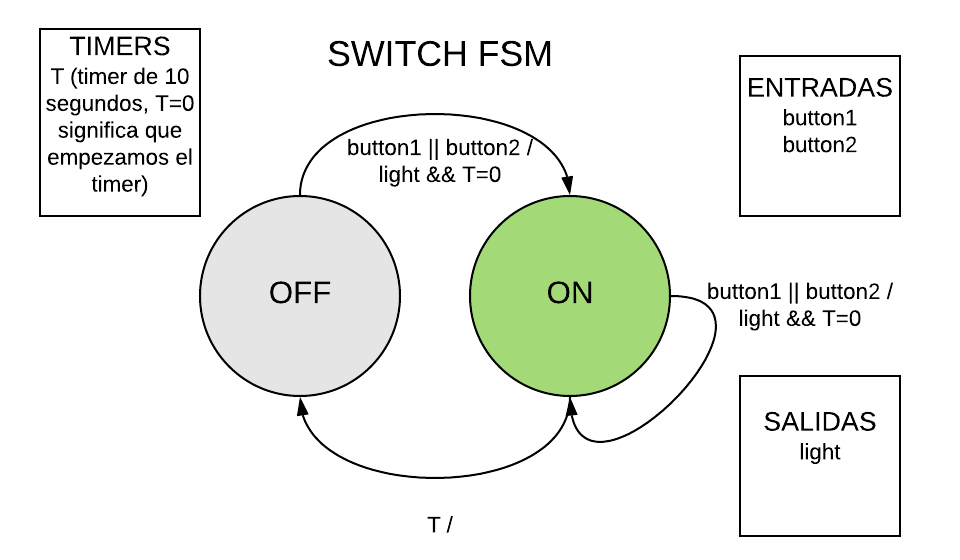 TIMERS
T (timer de 10
segundos, T=0
significa que
empezamos el
timer)
SWITCH FSM
ENTRADAS
button1
button2
button1 || button2 /
light && T=0
OFF
ON
button1 || button2 /
light && T=0
SALIDAS
light
T /